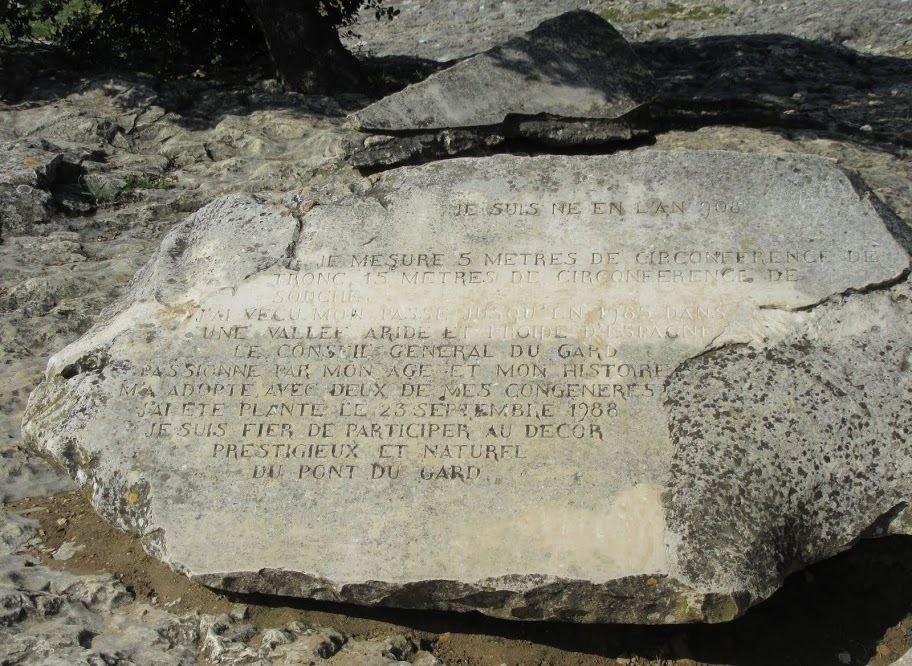 JE SUIS NE EN L'AN 908
JE MESURE 5 METRES DE CIRCONFERENCE DE
TRONC 15 METRES DE CIRCONFERENCE DE
SOUCHE
J'AI VECU MON PASSE JUSQU'EN 1985 DANS
UNE VALLEE ARIDE ET FROIDE D'ESPAGNE
LE CONSEIL GENERAL DU GARD
PASSIONNE PAR MON AGE ET MON HISTOIRE
M'A ADOPTE AVEC DEUX DE MES CONGENERES
J'AI ETE PLANTE LE 23 SEPTEMBRE 1988
JE SUIS FIER DE PARTICIPER AU DECOR
PRESTIGIEUX ET NATUREL
DU PONT DU GARD